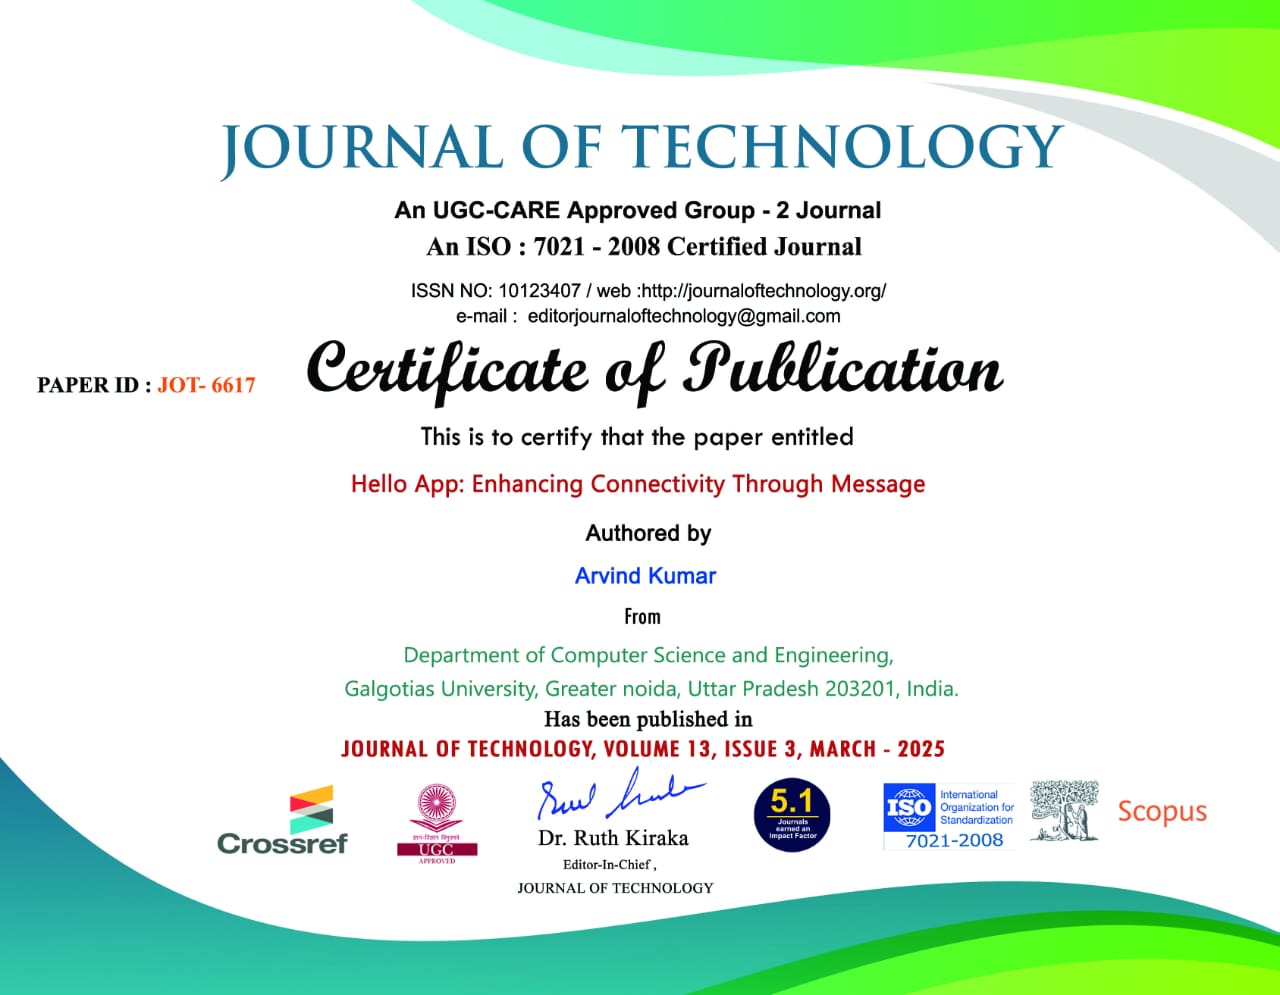 JOURNAL OF TECHNOLOGY
An UGC-CARE Approved Group - 2 Journal
An ISO : 7021 - 2008 Certified Journal
ISSN NO: 10123407 / web :http://journaloftechnology.org/
e-mail : editorjournaloftechnology@gmail.com
Certificate of Publication
PAPER ID : JOT- 6617
This is to certify that the paper entitled
Hello App: Enhancing Connectivity Through Message
Authored by
Arvind Kumar
From
Department of Computer Science and Engineering,
Galgotias University, Greater noida, Uttar Pradesh 203201, India.
Has been published in
JOURNAL OF TECHNOLOGY, VOLUME 13, ISSUE 3, MARCH - 2025
Crossref
ज्ञान-विज्ञान विमुक्तये
UGC
APPROVED
Dr. Ruth Kiraka
Editor-In-Chief ,
JOURNAL OF TECHNOLOGY
5.1
Journals
earned an
Impact Factor
ISO
International
Organization for
Standardization
7021-2008
Scopus